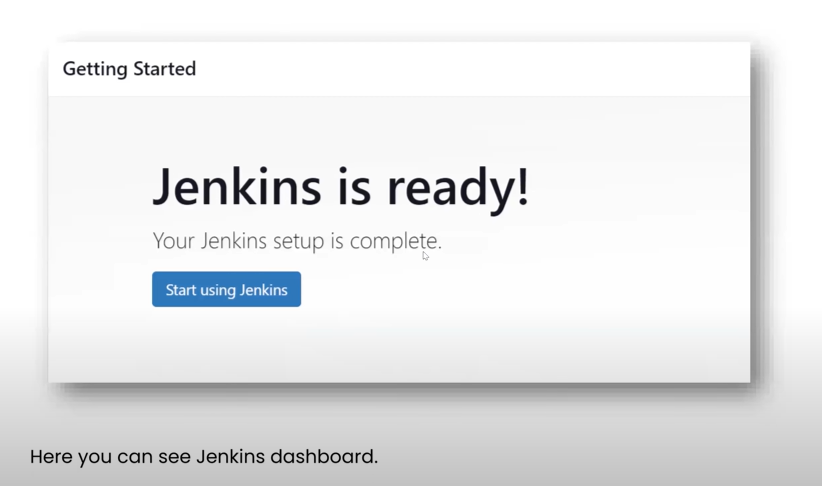 Getting Started
Jenkins is ready!
Your Jenkins setup is complete.
Start using Jenkins
Here you can see Jenkins dashboard.